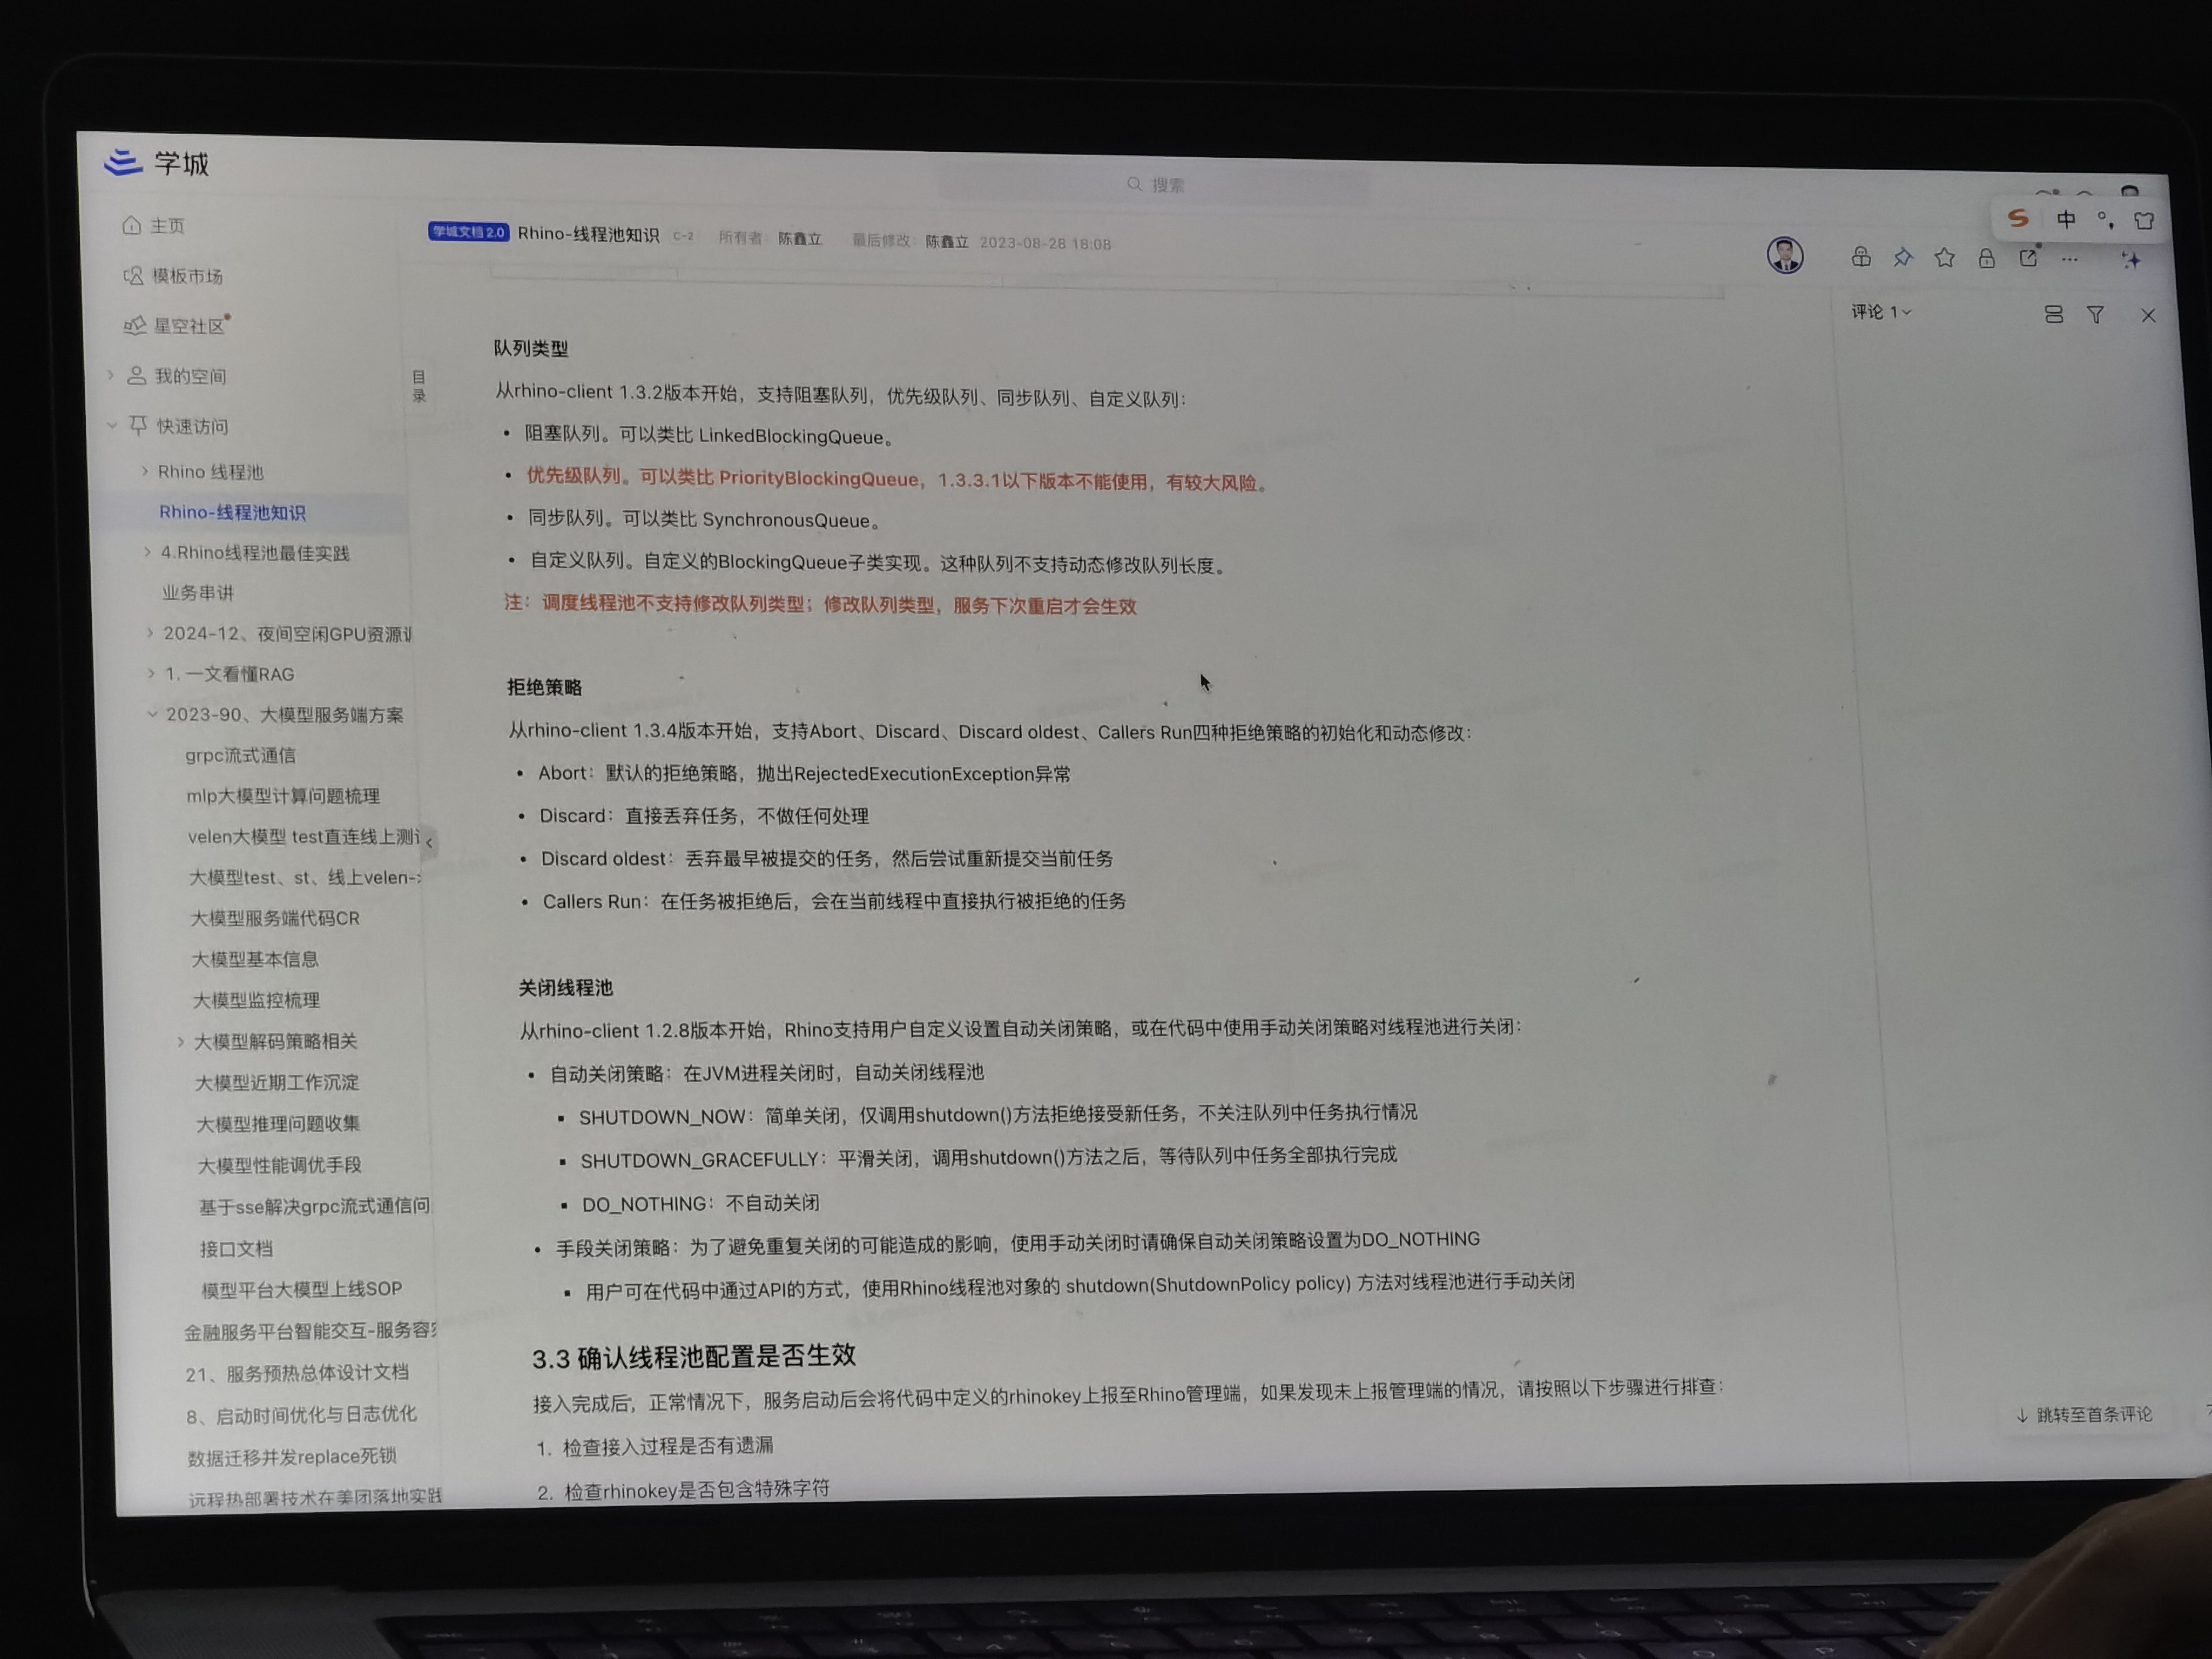 学城
搜索
中
主页
模板市场
星空社区
我的空间
快速访问
Rhino 线程池
Rhino-线程池知识
4.Rhino线程池最佳实践
业务串讲
2024-12、夜间空闲GPU资源
1. 一文看懂RAG
2023-90、大模型服务端方案
grpc流式通信
mlp大模型计算问题梳理
velen大模型 test直连线上测
大模型test、st、线上velen->
大模型服务端代码CR
大模型基本信息
大模型监控梳理
大模型解码策略相关
大模型近期工作沉淀
大模型推理问题收集
大模型性能调优手段
基于sse解决grpc流式通信问
接口文档
模型平台大模型上线SOP
金融服务平台智能交互-服务容
21、服务预热总体设计文档
8、启动时间优化与日志优化
数据迁移并发replace死锁
远程热部署技术在美团落地实践
目录
学城文档2.0 Rhino-线程池知识 C-2 所有者: 陈鑫立 最后修改: 陈鑫立 2023-08-28 18:08
评论 1
队列类型
从rhino-client 1.3.2版本开始，支持阻塞队列，优先级队列、同步队列、自定义队列：
• 阻塞队列。可以类比 LinkedBlockingQueue。
• 优先级队列。可以类比 PriorityBlockingQueue，1.3.3.1以下版本不能使用，有较大风险。
• 同步队列。可以类比 SynchronousQueue。
• 自定义队列。自定义的BlockingQueue子类实现。这种队列不支持动态修改队列长度。
注：调度线程池不支持修改队列类型；修改队列类型，服务下次重启才会生效
拒绝策略
从rhino-client 1.3.4版本开始，支持Abort、Discard、Discard oldest、Callers Run四种拒绝策略的初始化和动态修改：
• Abort：默认的拒绝策略，抛出RejectedExecutionException异常
• Discard：直接丢弃任务，不做任何处理
• Discard oldest：丢弃最早被提交的任务，然后尝试重新提交当前任务
• Callers Run：在任务被拒绝后，会在当前线程中直接执行被拒绝的任务
关闭线程池
从rhino-client 1.2.8版本开始，Rhino支持用户自定义设置自动关闭策略，或在代码中使用手动关闭策略对线程池进行关闭：
• 自动关闭策略：在JVM进程关闭时，自动关闭线程池
▪ SHUTDOWN_NOW：简单关闭，仅调用shutdown()方法拒绝接受新任务，不关注队列中任务执行情况
▪ SHUTDOWN_GRACEFULLY：平滑关闭，调用shutdown()方法之后，等待队列中任务全部执行完成
▪ DO_NOTHING：不自动关闭
• 手段关闭策略：为了避免重复关闭的可能造成的影响，使用手动关闭时请确保自动关闭策略设置为DO_NOTHING
▪ 用户可在代码中通过API的方式，使用Rhino线程池对象的 shutdown(ShutdownPolicy policy) 方法对线程池进行手动关闭
3.3 确认线程池配置是否生效
接入完成后，正常情况下，服务启动后会将代码中定义的rhinokey上报至Rhino管理端，如果发现未上报管理端的情况，请按照以下步骤进行排查：
1. 检查接入过程是否有遗漏
2. 检查rhinokey是否包含特殊字符
跳转至首条评论